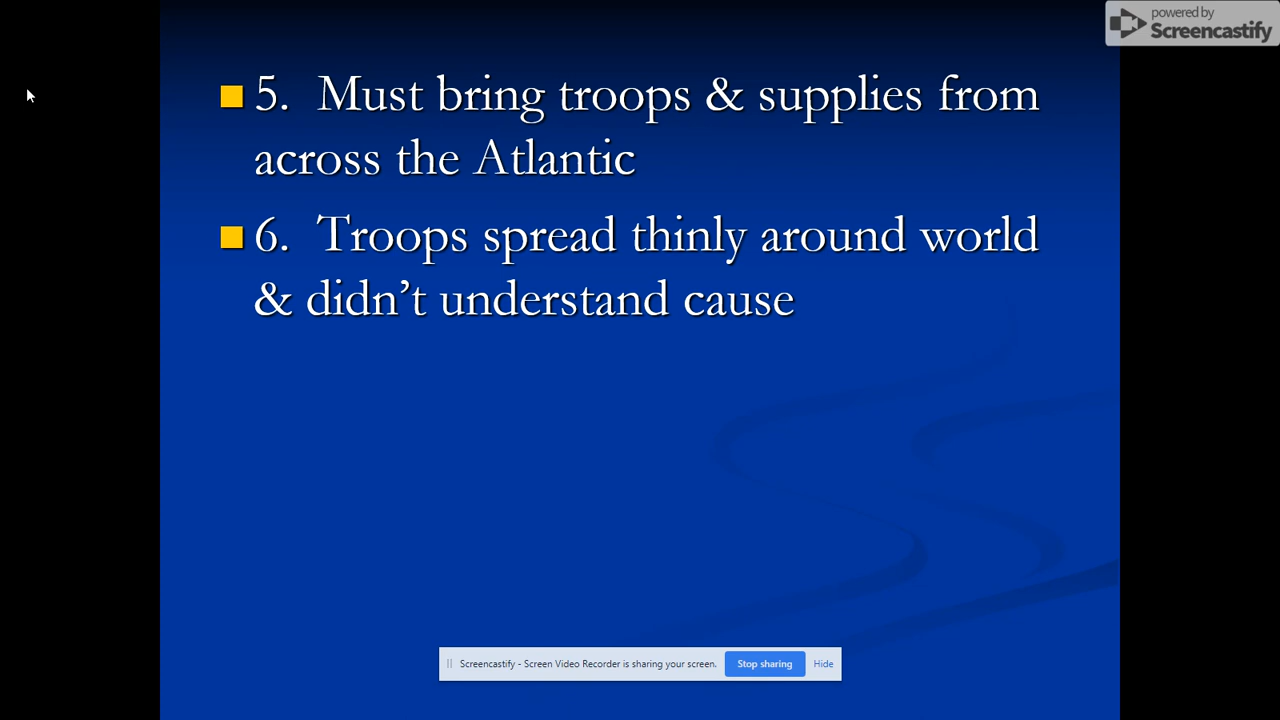 powered by
Screencastify
5. Must bring troops & supplies from
across the Atlantic
6. Troops spread thinly around world
& didn’t understand cause
Screencastify - Screen Video Recorder is sharing your screen. Stop sharing Hide